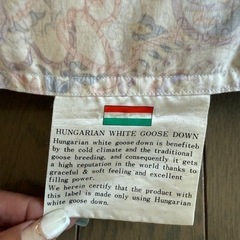 HUNGARIAN WHITE GOOSE DOWN
Hungarian white goose down is benefiteb
by the cold climate and the traditional
goose breeding, and consequently it gets
a high reputation in the world thanks to
graceful & soft feeling and excellent
filling power.
We herein certify that the product with
this label is made only using Hungarian
white goose down.